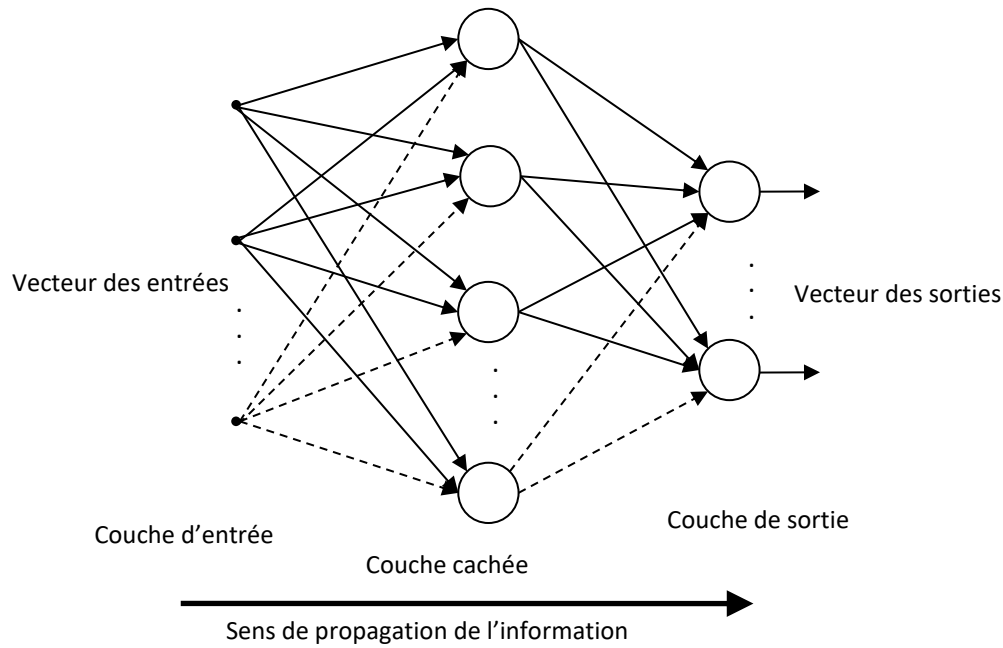 Vecteur des entrées
Vecteur des sorties
Couche d’entrée
Couche cachée
Couche de sortie
Sens de propagation de l’information